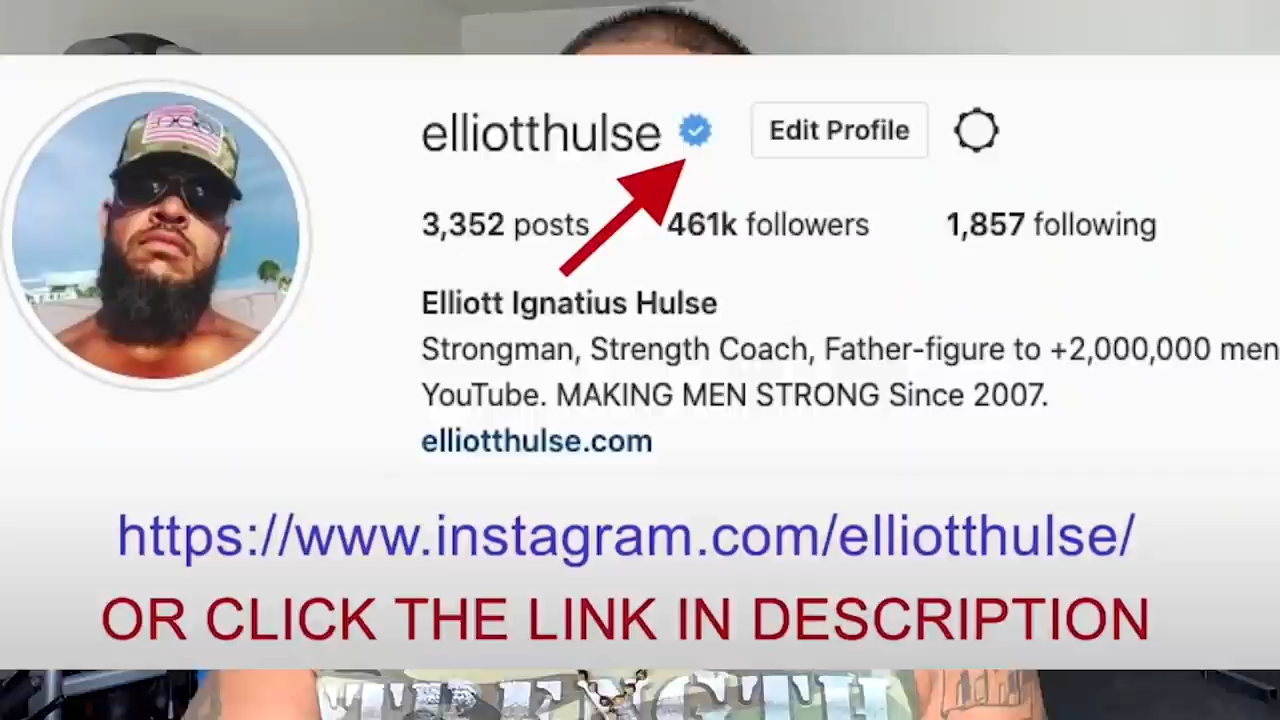 elliotthulse Edit Profile
3,352 posts 461k followers 1,857 following
Elliott Ignatius Hulse
Strongman, Strength Coach, Father-figure to +2,000,000 men
YouTube. MAKING MEN STRONG Since 2007.
elliotthulse.com
https://www.instagram.com/elliotthulse/
OR CLICK THE LINK IN DESCRIPTION